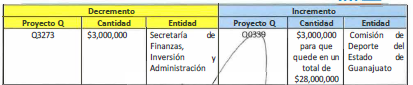 Decremento Incremento
Proyecto Q Cantidad Entidad Proyecto Q Cantidad Entidad
Q3273 $3,000,000 Secretaría de Finanzas, Inversión y Administración Q0339 $3,000,000 para que quede en un total de $28,000,000 Comisión de Deporte del Estado de Guanajuato